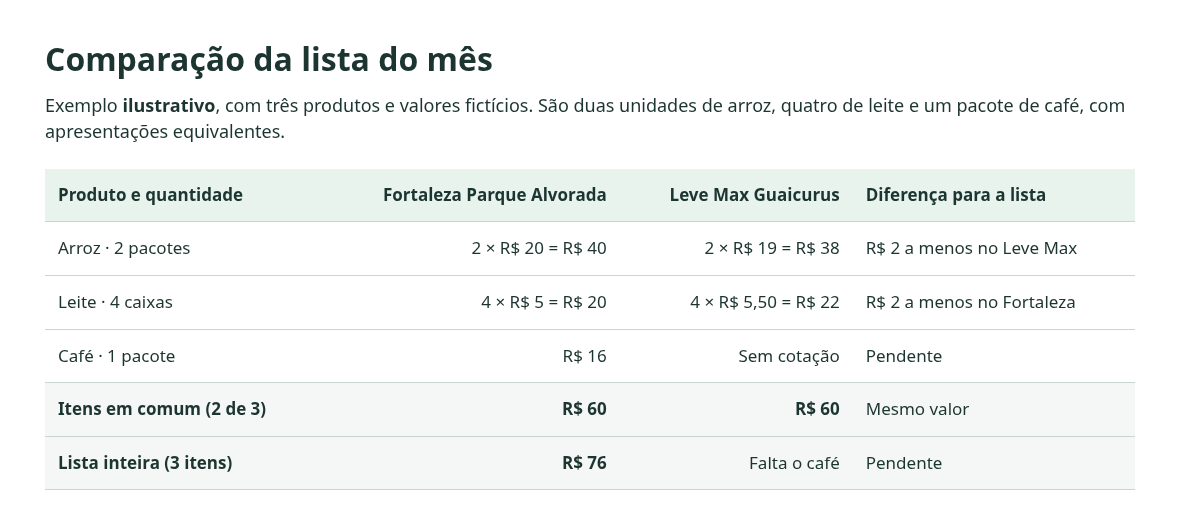 Comparação da lista do mês
Exemplo ilustrativo, com três produtos e valores fictícios. São duas unidades de arroz, quatro de leite e um pacote de café, com
apresentações equivalentes.
Produto e quantidade Fortaleza Parque Alvorada Leve Max Guaicurus Diferença para a lista
Arroz · 2 pacotes 2 × R$ 20 = R$ 40 2 × R$ 19 = R$ 38 R$ 2 a menos no Leve Max
Leite · 4 caixas 4 × R$ 5 = R$ 20 4 × R$ 5,50 = R$ 22 R$ 2 a menos no Fortaleza
Café · 1 pacote R$ 16 Sem cotação Pendente
Itens em comum (2 de 3) R$ 60 R$ 60 Mesmo valor
Lista inteira (3 itens) R$ 76 Falta o café Pendente